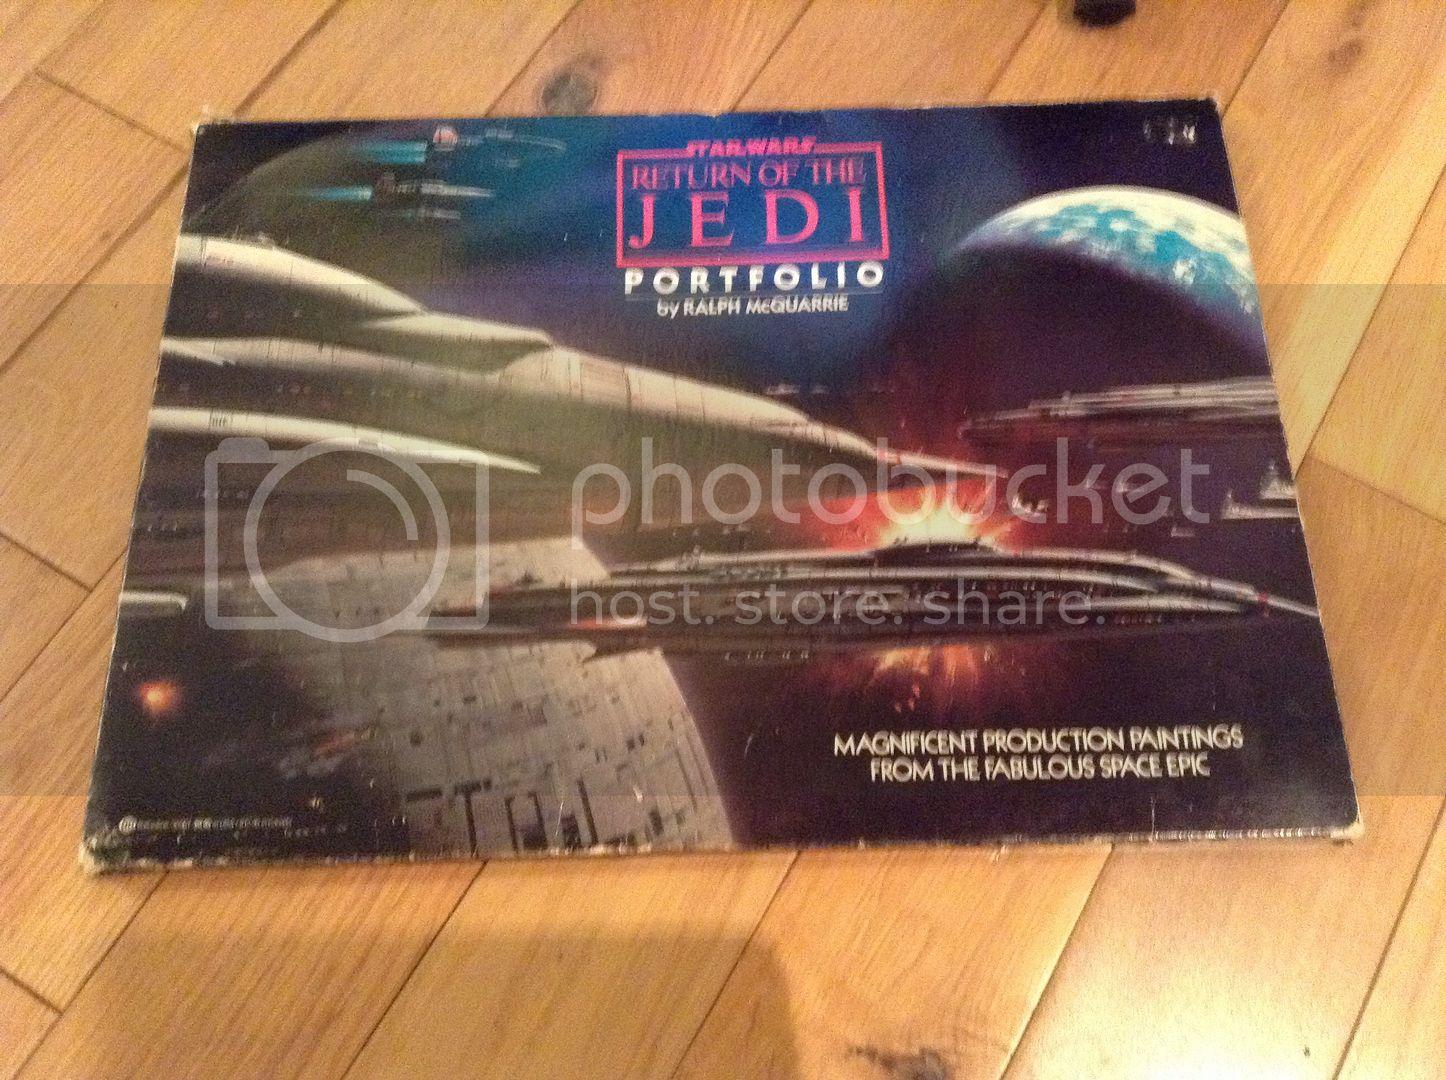 STAR WARS
RETURN OF THE
JEDI
PORTFOLIO
by RALPH McQUARRIE
photobucket
host. store. share.
MAGNIFICENT PRODUCTION PAINTINGS
FROM THE FABULOUS SPACE EPIC